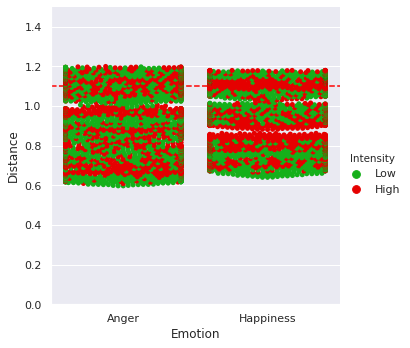 1.4
1.2
1.0
0.8
0.6
0.4
0.2
0.0
Distance
Anger
Happiness
Emotion
Intensity
Low
High